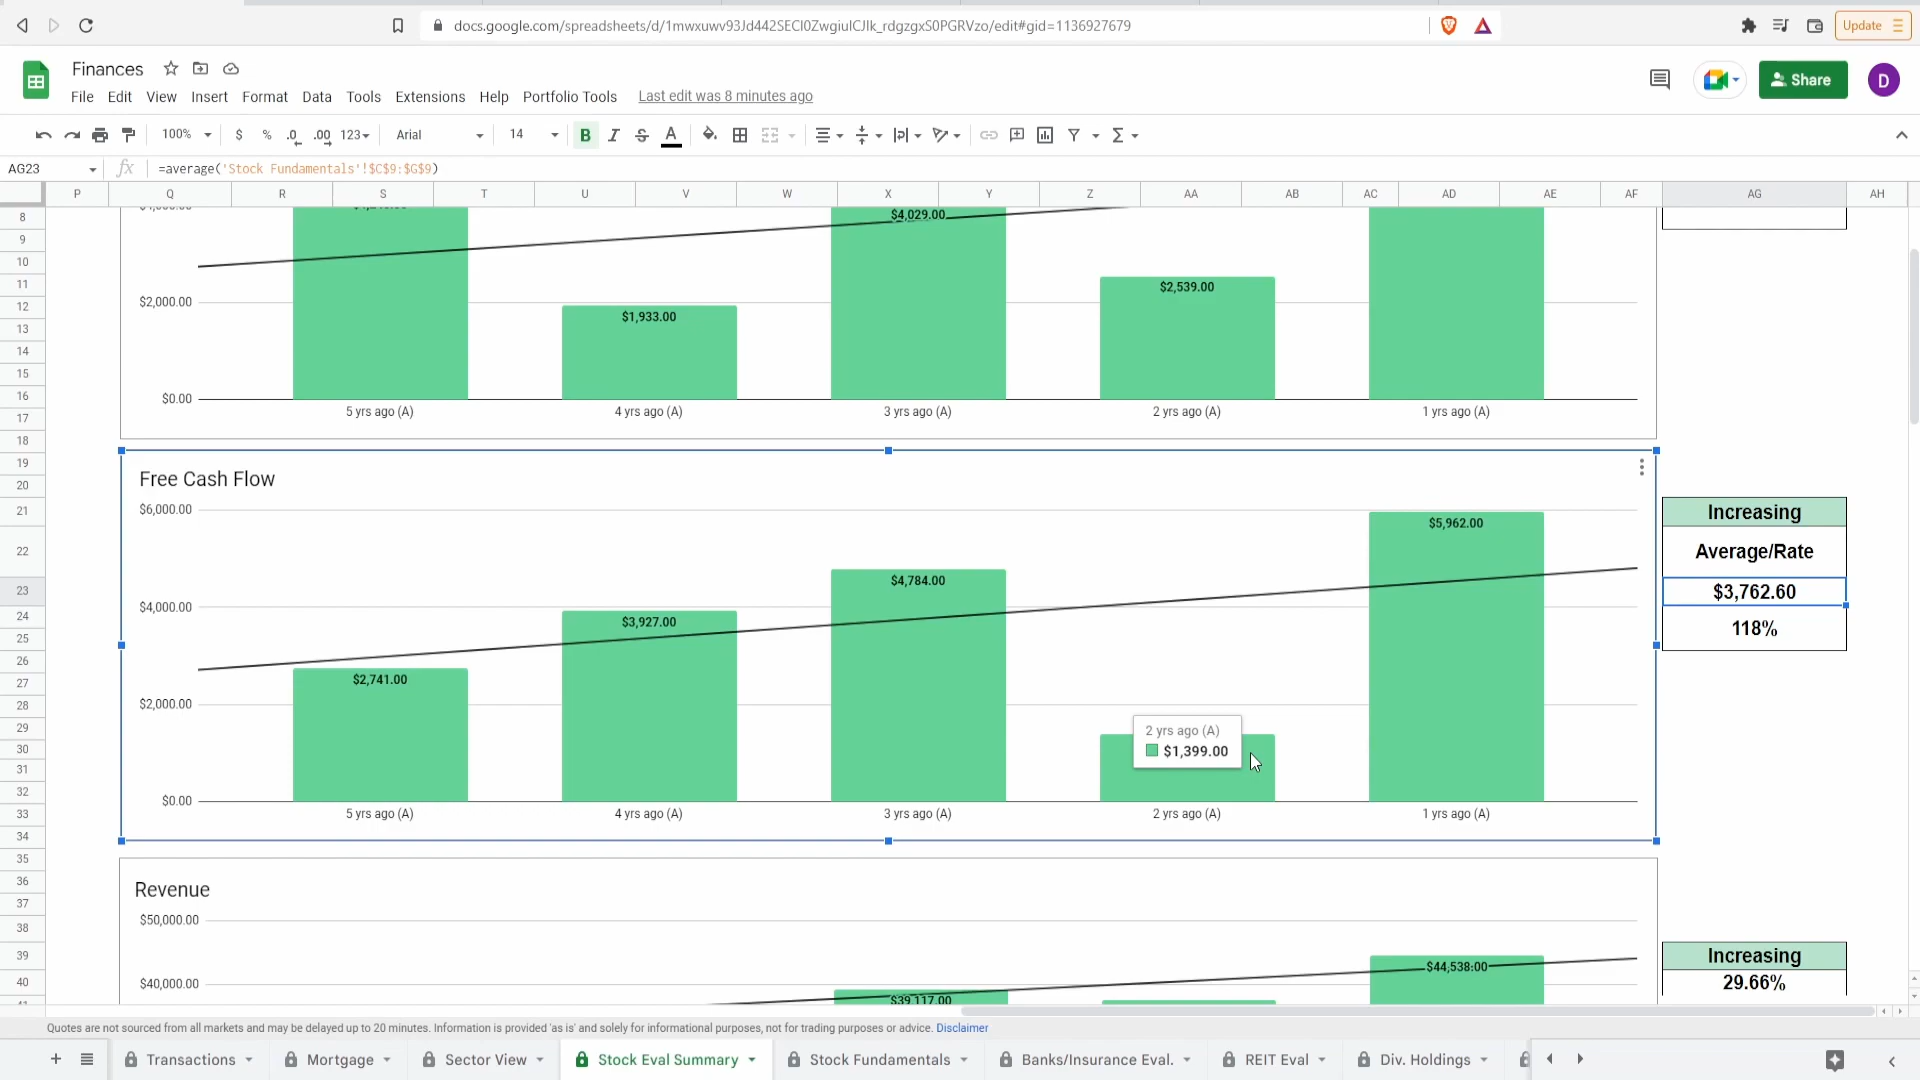 docs.google.com/spreadsheets/d/1mwxuwv93Jd442SECI0ZwgiulCJlk_rdgzgxS0PGRVzo/edit#gid=1136927679
Update
Finances
File Edit View Insert Format Data Tools Extensions Help Portfolio Tools Last edit was 8 minutes ago
Share
D
100% $ % .0 .00 123 Arial 14 B I S A
AG23 fx =average('Stock Fundamentals'!$C$9:$G$9)
P Q R S T U V W X Y Z AA AB AC AD AE AF AG AH
8
9
10
11
12
13
14
15
16
17
18
19
20
21
22
23
24
25
26
27
28
29
30
31
32
33
34
35
36
37
38
39
40
$4,029.00
$2,539.00
$2,000.00
$1,933.00
$0.00
5 yrs ago (A) 4 yrs ago (A) 3 yrs ago (A) 2 yrs ago (A) 1 yrs ago (A)
Free Cash Flow
$6,000.00
$5,962.00
$4,784.00
$4,000.00
$3,927.00
$2,741.00
$2,000.00
2 yrs ago (A)
$1,399.00
$0.00
5 yrs ago (A) 4 yrs ago (A) 3 yrs ago (A) 2 yrs ago (A) 1 yrs ago (A)
Increasing
Average/Rate
$3,762.60
118%
Revenue
$50,000.00
$44,538.00
$40,000.00
$39,117.00
Increasing
29.66%
Quotes are not sourced from all markets and may be delayed up to 20 minutes. Information is provided 'as is' and solely for informational purposes, not for trading purposes or advice. Disclaimer
Transactions Mortgage Sector View Stock Eval Summary Stock Fundamentals Banks/Insurance Eval. REIT Eval Div. Holdings